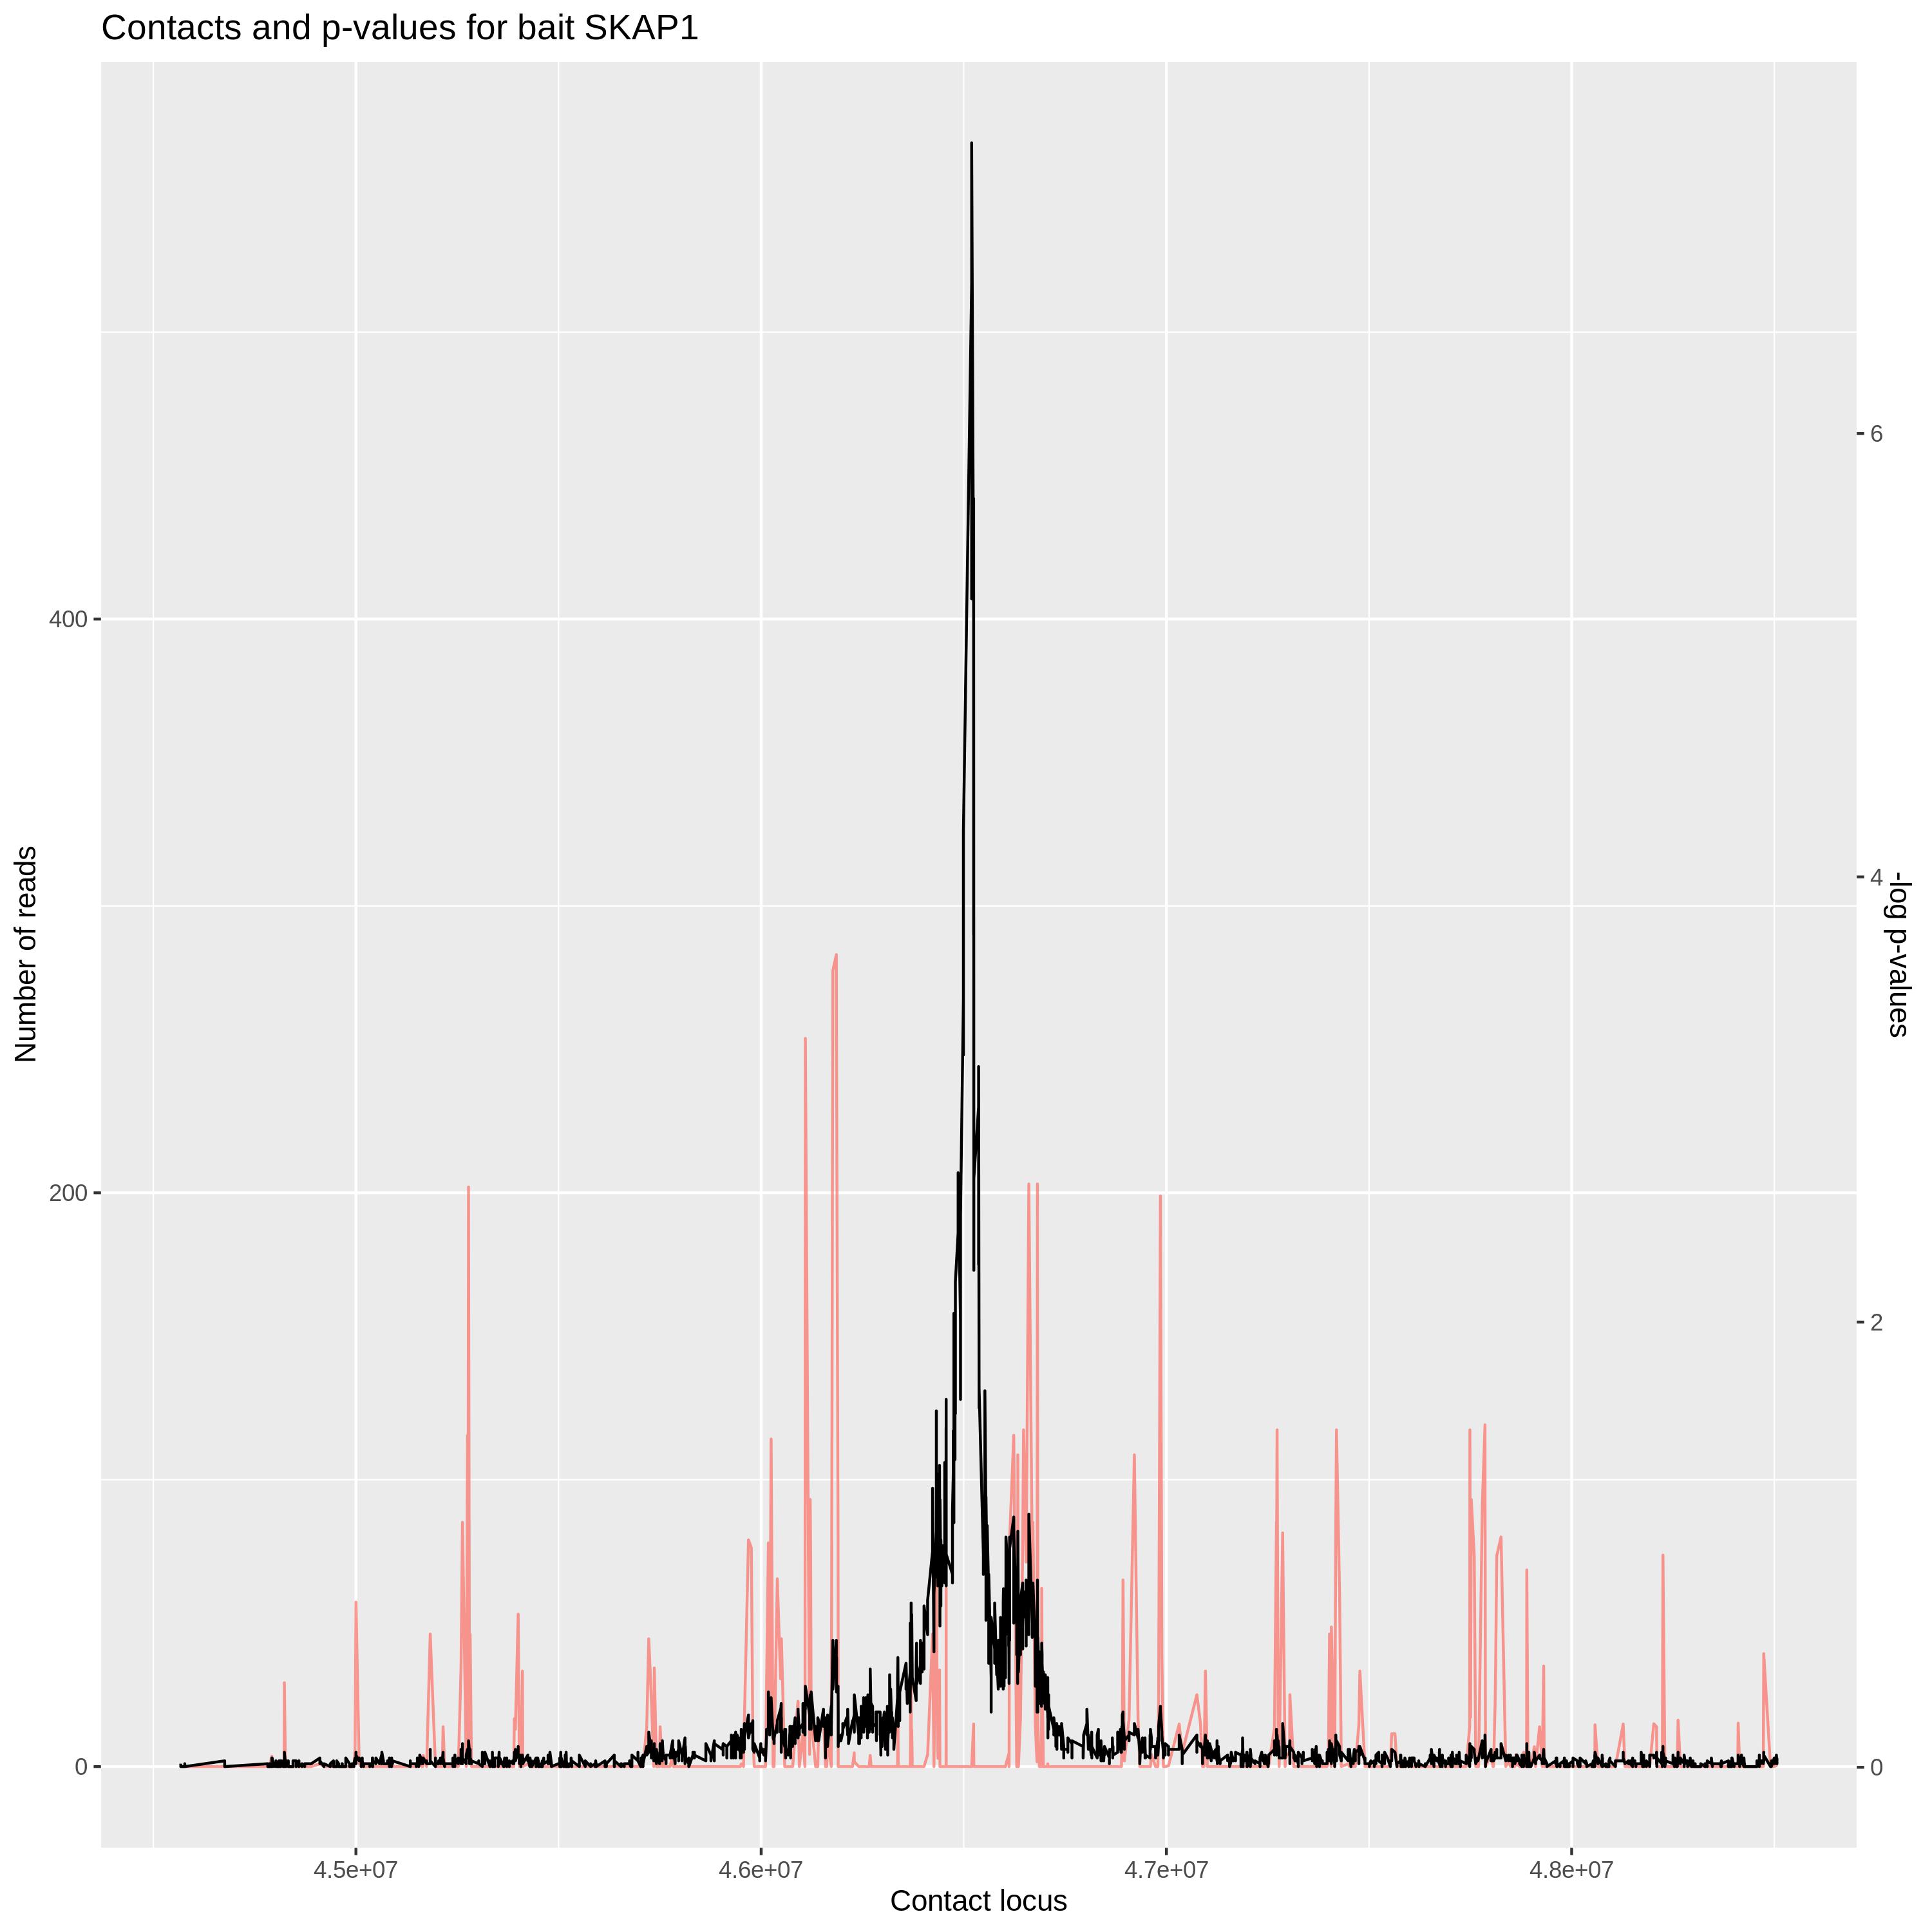 Contacts and p-values for bait SKAP1
Number of reads
400
200
0
6
4
2
0
-log p-values
4.5e+07 4.6e+07 4.7e+07 4.8e+07
Contact locus